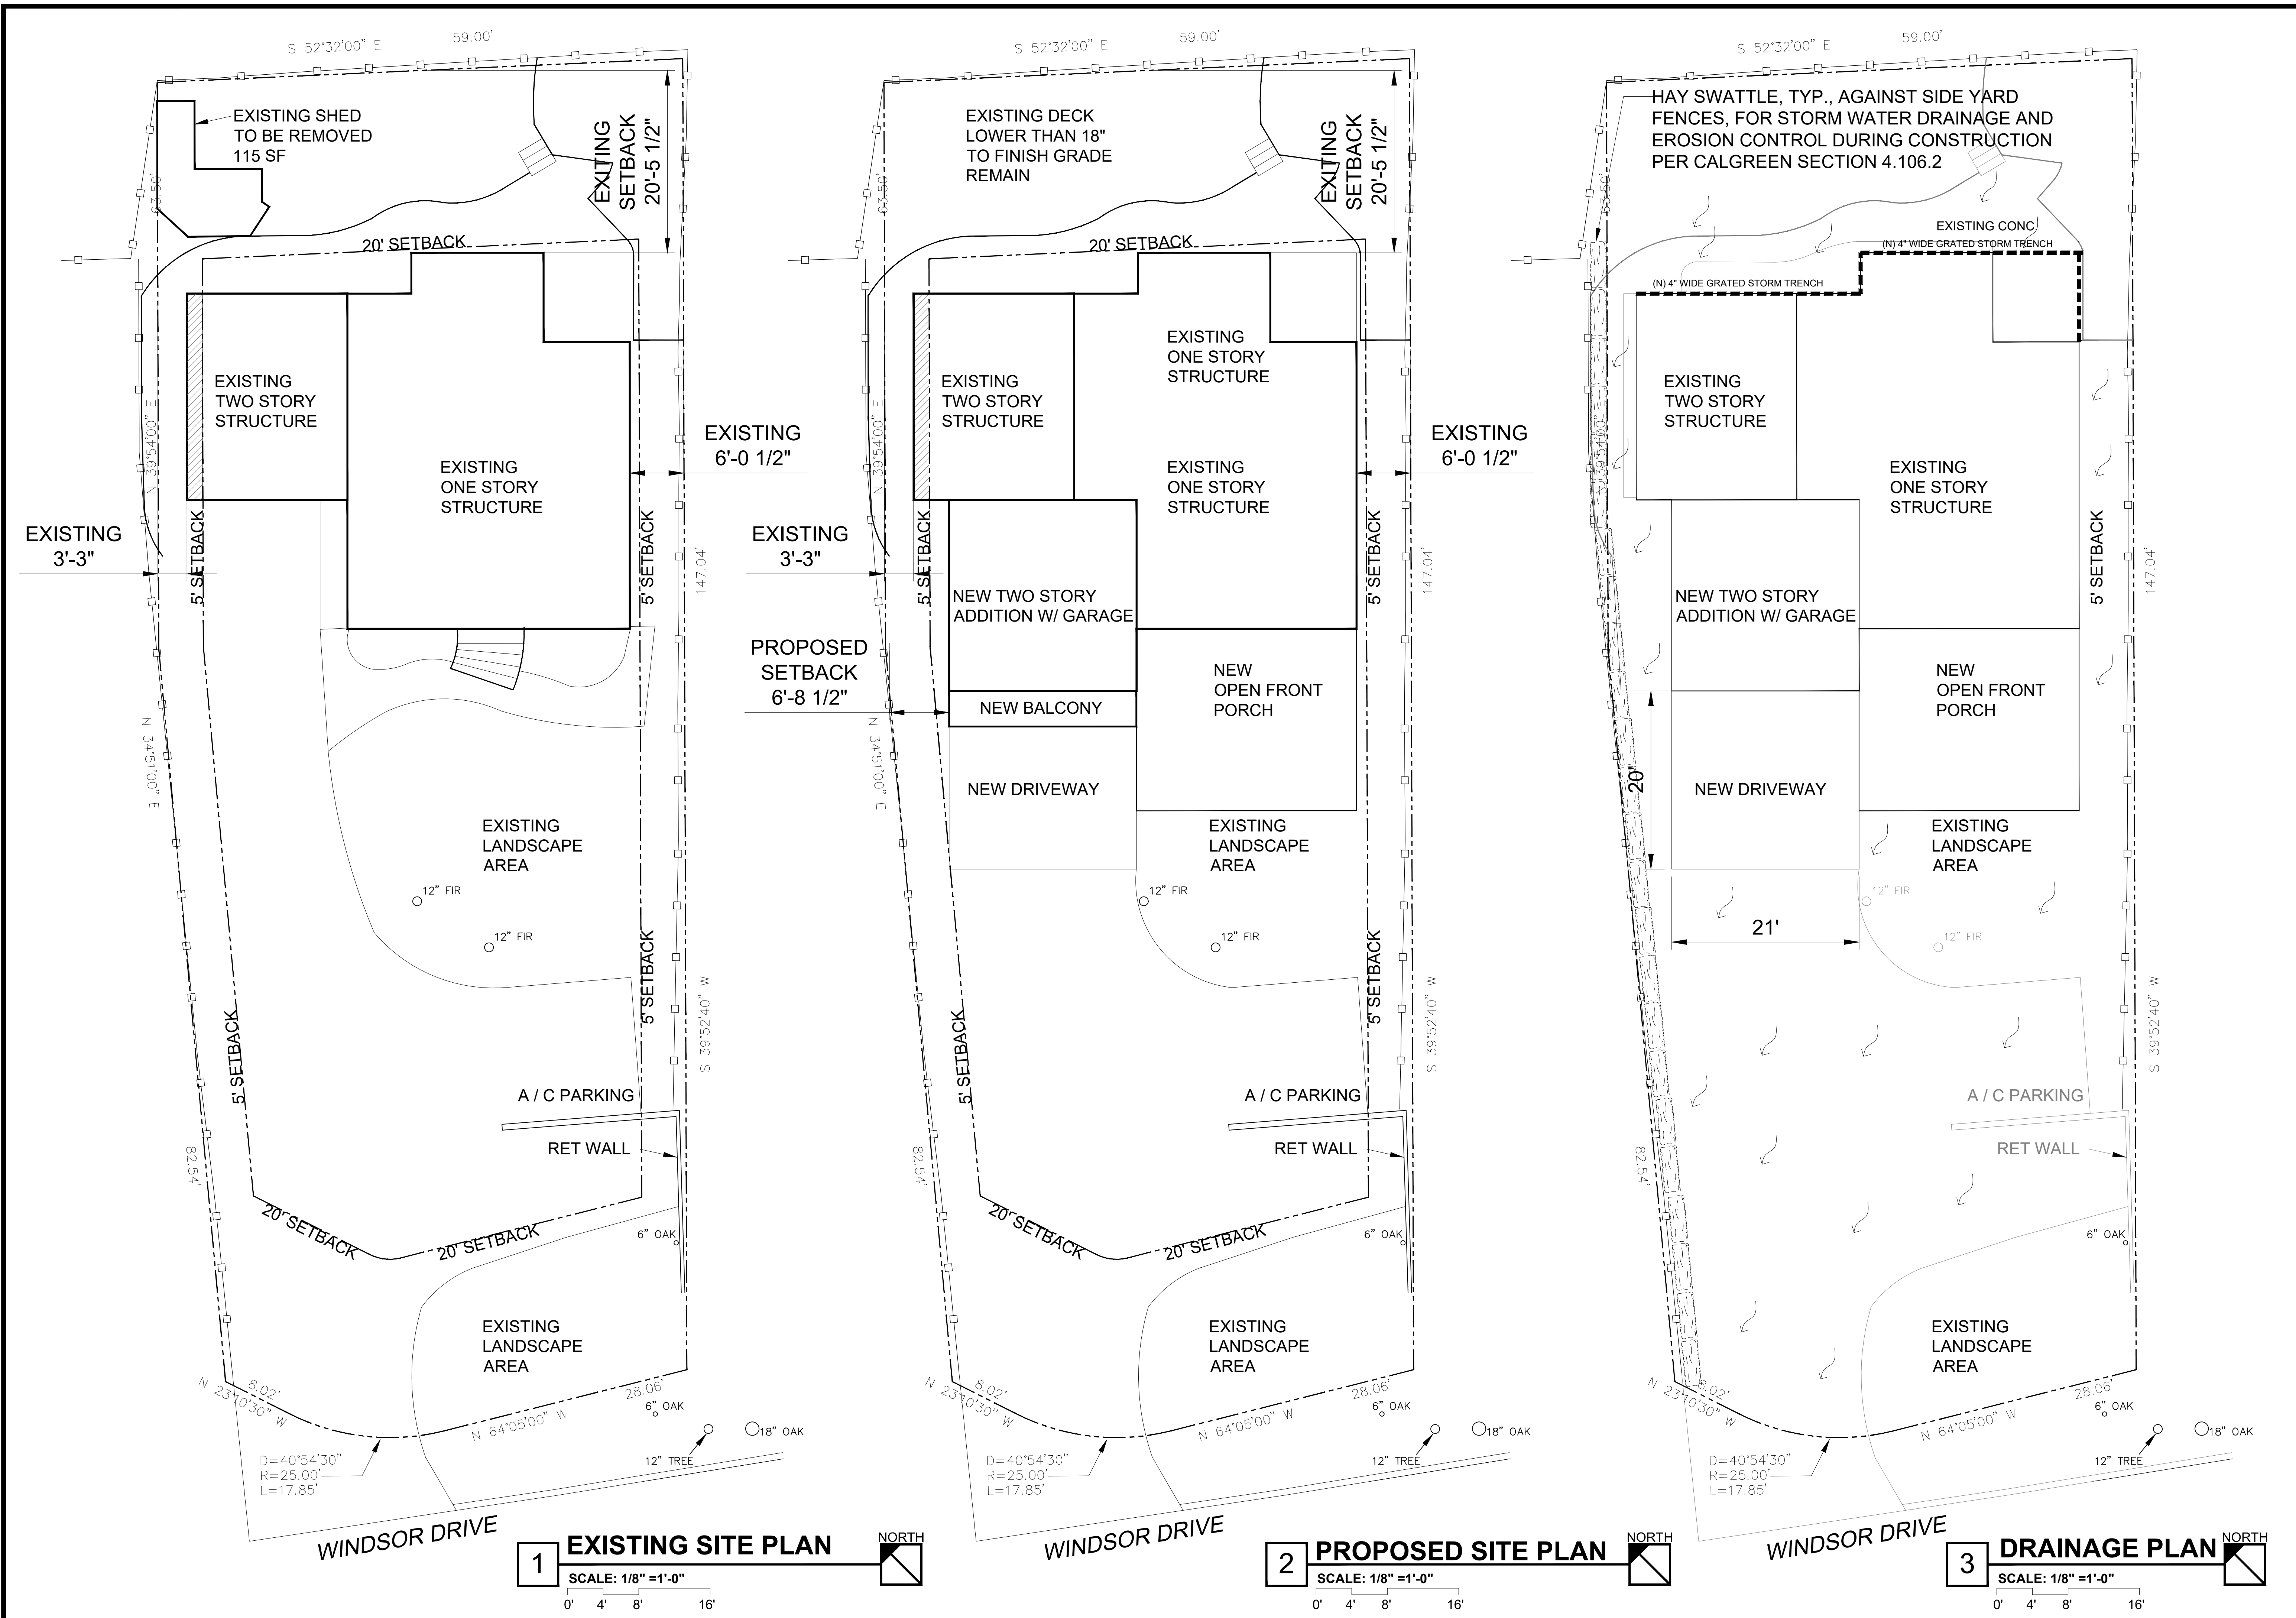 S 52°32'00" E
59.00'
EXISTING SHED
TO BE REMOVED
115 SF
EXITING
SETBACK
20'-5 1/2"
63.50'
20' SETBACK
EXISTING
TWO STORY
STRUCTURE
EXISTING
ONE STORY
STRUCTURE
EXISTING
6'-0 1/2"
N 39°54'00" E
EXISTING
3'-3"
5' SETBACK
5' SETBACK
147.04'
N 34°51'00" E
EXISTING
LANDSCAPE
AREA
12" FIR
12" FIR
5' SETBACK
5' SETBACK
S 39°52'40" W
A / C PARKING
RET WALL
82.54'
20' SETBACK
20' SETBACK
6" OAK
EXISTING
LANDSCAPE
AREA
8.02'
N 23°10'30" W
28.06'
N 64°05'00" W
6" OAK
18" OAK
12" TREE
D=40°54'30"
R=25.00'
L=17.85'
WINDSOR DRIVE
1
EXISTING SITE PLAN
NORTH
SCALE: 1/8" =1'-0"
0' 4' 8' 16'
S 52°32'00" E
59.00'
EXISTING DECK
LOWER THAN 18"
TO FINISH GRADE
REMAIN
EXITING
SETBACK
20'-5 1/2"
63.50'
20' SETBACK
EXISTING
ONE STORY
STRUCTURE
EXISTING
TWO STORY
STRUCTURE
EXISTING
ONE STORY
STRUCTURE
EXISTING
6'-0 1/2"
N 39°54'00" E
EXISTING
3'-3"
5' SETBACK
5' SETBACK
147.04'
NEW TWO STORY
ADDITION W/ GARAGE
PROPOSED
SETBACK
6'-8 1/2"
NEW
OPEN FRONT
PORCH
NEW BALCONY
N 34°51'00" E
NEW DRIVEWAY
EXISTING
LANDSCAPE
AREA
12" FIR
12" FIR
5' SETBACK
5' SETBACK
S 39°52'40" W
A / C PARKING
RET WALL
82.54'
20' SETBACK
20' SETBACK
6" OAK
EXISTING
LANDSCAPE
AREA
8.02'
N 23°10'30" W
28.06'
N 64°05'00" W
6" OAK
18" OAK
12" TREE
D=40°54'30"
R=25.00'
L=17.85'
WINDSOR DRIVE
2
PROPOSED SITE PLAN
NORTH
SCALE: 1/8" =1'-0"
0' 4' 8' 16'
S 52°32'00" E
59.00'
HAY SWATTLE, TYP., AGAINST SIDE YARD
FENCES, FOR STORM WATER DRAINAGE AND
EROSION CONTROL DURING CONSTRUCTION
PER CALGREEN SECTION 4.106.2
63.50'
EXISTING CONC.
(N) 4" WIDE GRATED STORM TRENCH
(N) 4" WIDE GRATED STORM TRENCH
EXISTING
TWO STORY
STRUCTURE
N 39°54'00" E
EXISTING
ONE STORY
STRUCTURE
5' SETBACK
147.04'
NEW TWO STORY
ADDITION W/ GARAGE
NEW
OPEN FRONT
PORCH
20'
NEW DRIVEWAY
EXISTING
LANDSCAPE
AREA
12" FIR
21'
12" FIR
S 39°52'40" W
A / C PARKING
RET WALL
82.54'
6" OAK
EXISTING
LANDSCAPE
AREA
8.02'
N 23°10'30" W
28.06'
N 64°05'00" W
6" OAK
18" OAK
12" TREE
D=40°54'30"
R=25.00'
L=17.85'
WINDSOR DRIVE
3
DRAINAGE PLAN
NORTH
SCALE: 1/8" =1'-0"
0' 4' 8' 16'